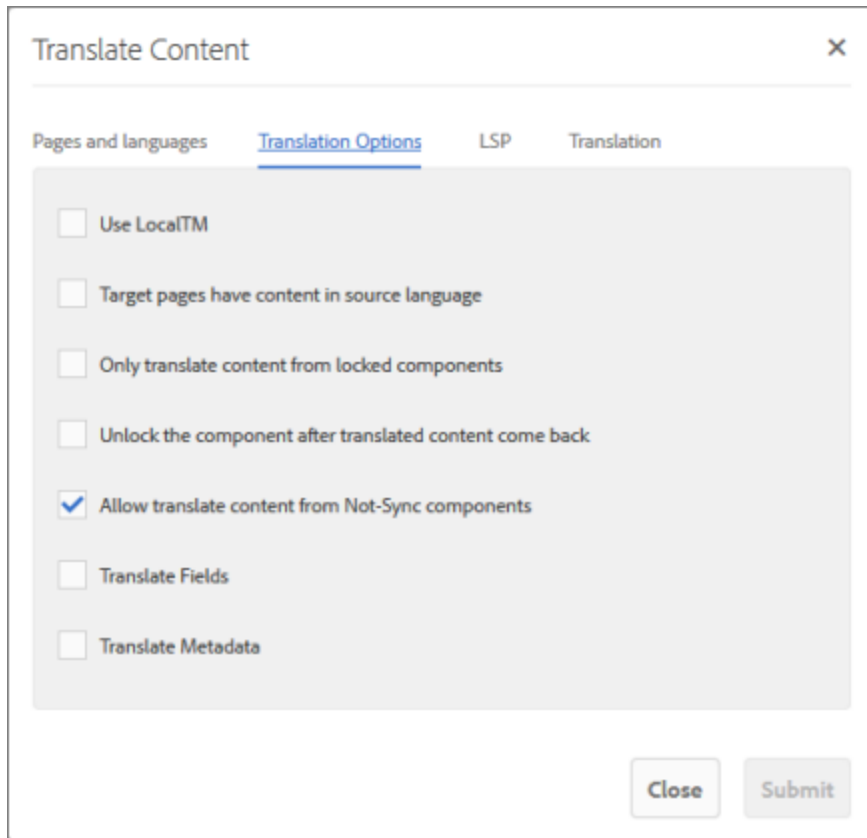 Translate Content
Pages and languages Translation Options LSP Translation
Use LocalTM
Target pages have content in source language
Only translate content from locked components
Unlock the component after translated content come back
Allow translate content from Not-Sync components
Translate Fields
Translate Metadata
Close Submit